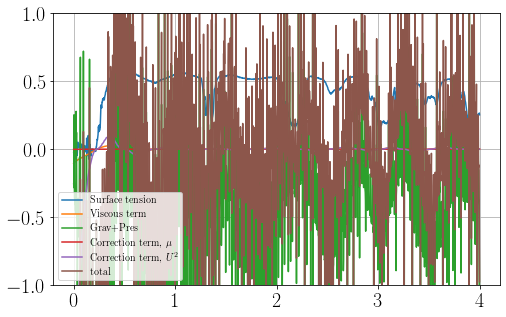 1.0
0.5
0.0
−0.5
−1.0
Surface tension
Viscous term
Grav+Pres
Correction term, μ
Correction term, U²
total
0 1 2 3 4